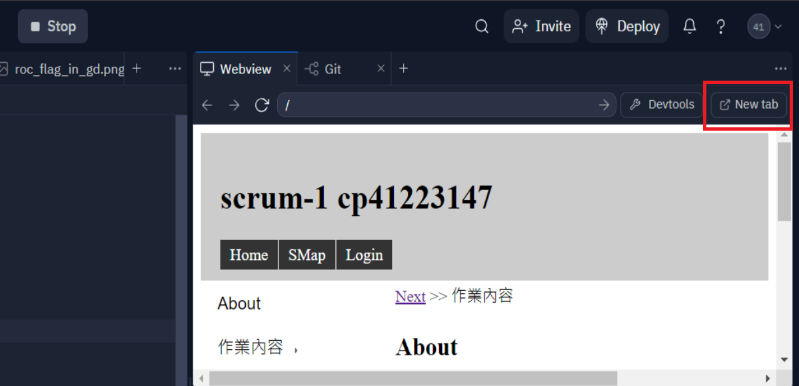 Stop
Invite
Deploy
41
roc_flag_in_gd.png
Webview
Git
/
Devtools
New tab
scrum-1 cp41223147
Home SMap Login
About
Next >> 作業內容
作業內容
About